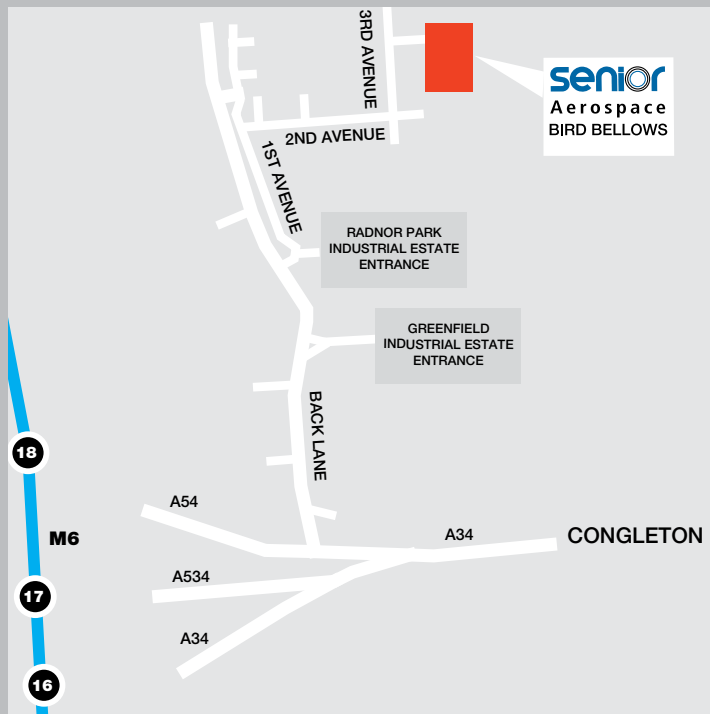 3RD AVENUE
senior
Aerospace
BIRD BELLOWS
2ND AVENUE
1ST AVENUE
RADNOR PARK
INDUSTRIAL ESTATE
ENTRANCE
GREENFIELD
INDUSTRIAL ESTATE
ENTRANCE
BACK LANE
18
A54
M6
A34
CONGLETON
A534
17
A34
16